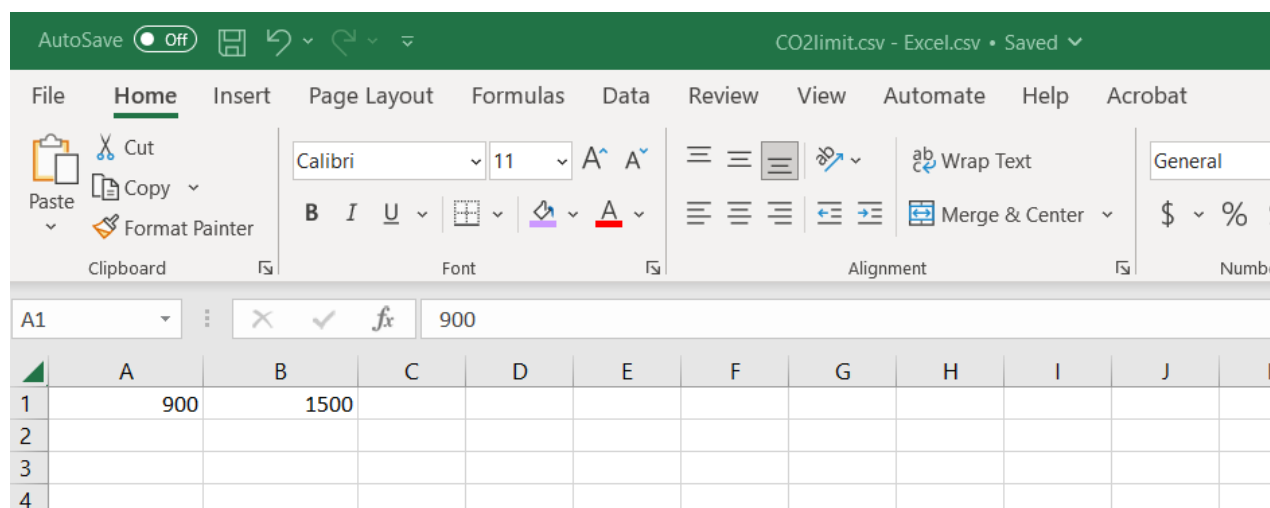 AutoSave Off CO2limit.csv - Excel.csv • Saved
File Home Insert Page Layout Formulas Data Review View Automate Help Acrobat
Paste
Cut
Copy
Format Painter
Clipboard
Calibri 11 A A
B I U A
Font
ab Wrap Text
Merge & Center
Alignment
General
$ %
A1 fx 900
A B C D E F G H I J
1 900 1500
2
3
4